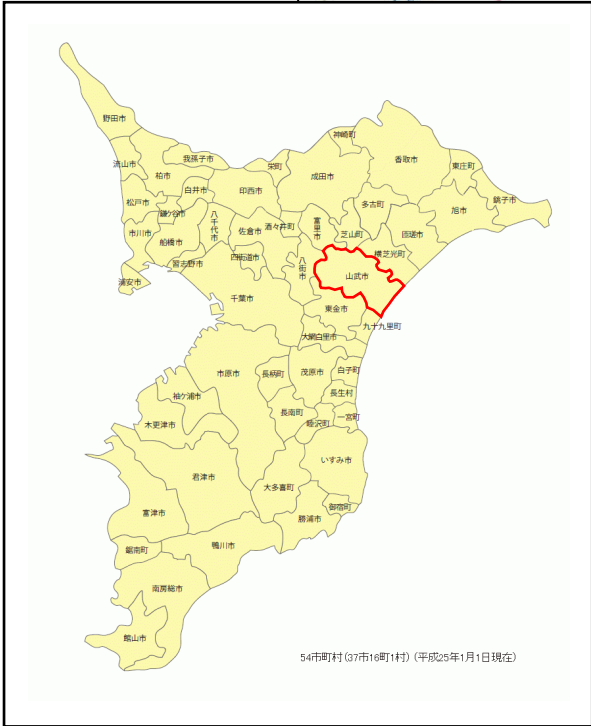 野田市
流山市
柏市
我孫子市
松戸市
鎌ケ谷市
白井市
印西市
栄町
成田市
神崎町
香取市
東庄町
銚子市
旭市
多古町
匝瑳市
市川市
船橋市
八千代市
佐倉市
酒々井町
富里市
芝山町
横芝光町
浦安市
習志野市
四街道市
八街市
山武市
千葉市
東金市
九十九里町
大網白里市
市原市
長柄町
茂原市
白子町
長生村
袖ケ浦市
木更津市
長南町
睦沢町
一宮町
いすみ市
君津市
大多喜町
御宿町
富津市
勝浦市
鴨川市
鋸南町
南房総市
館山市
54市町村(37市16町1村) (平成25年1月1日現在)